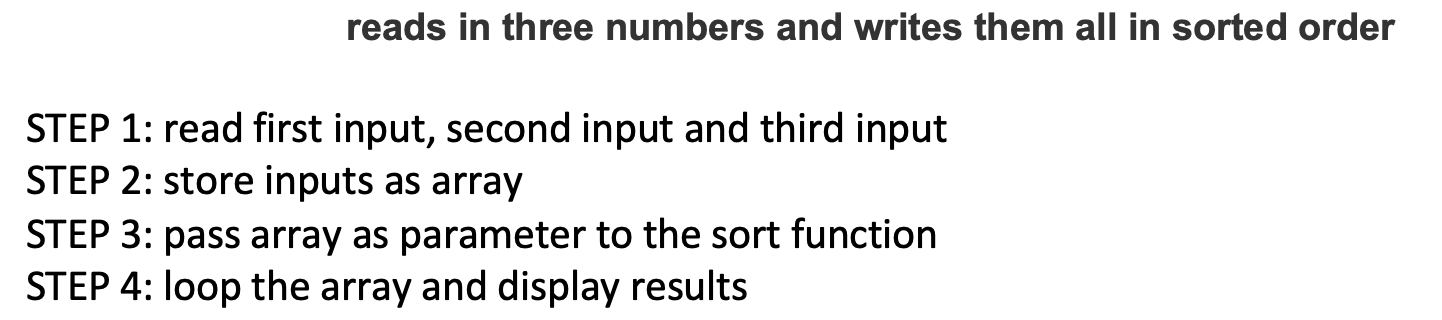 reads in three numbers and writes them all in sorted order
STEP 1: read first input, second input and third input
STEP 2: store inputs as array
STEP 3: pass array as parameter to the sort function
STEP 4: loop the array and display results